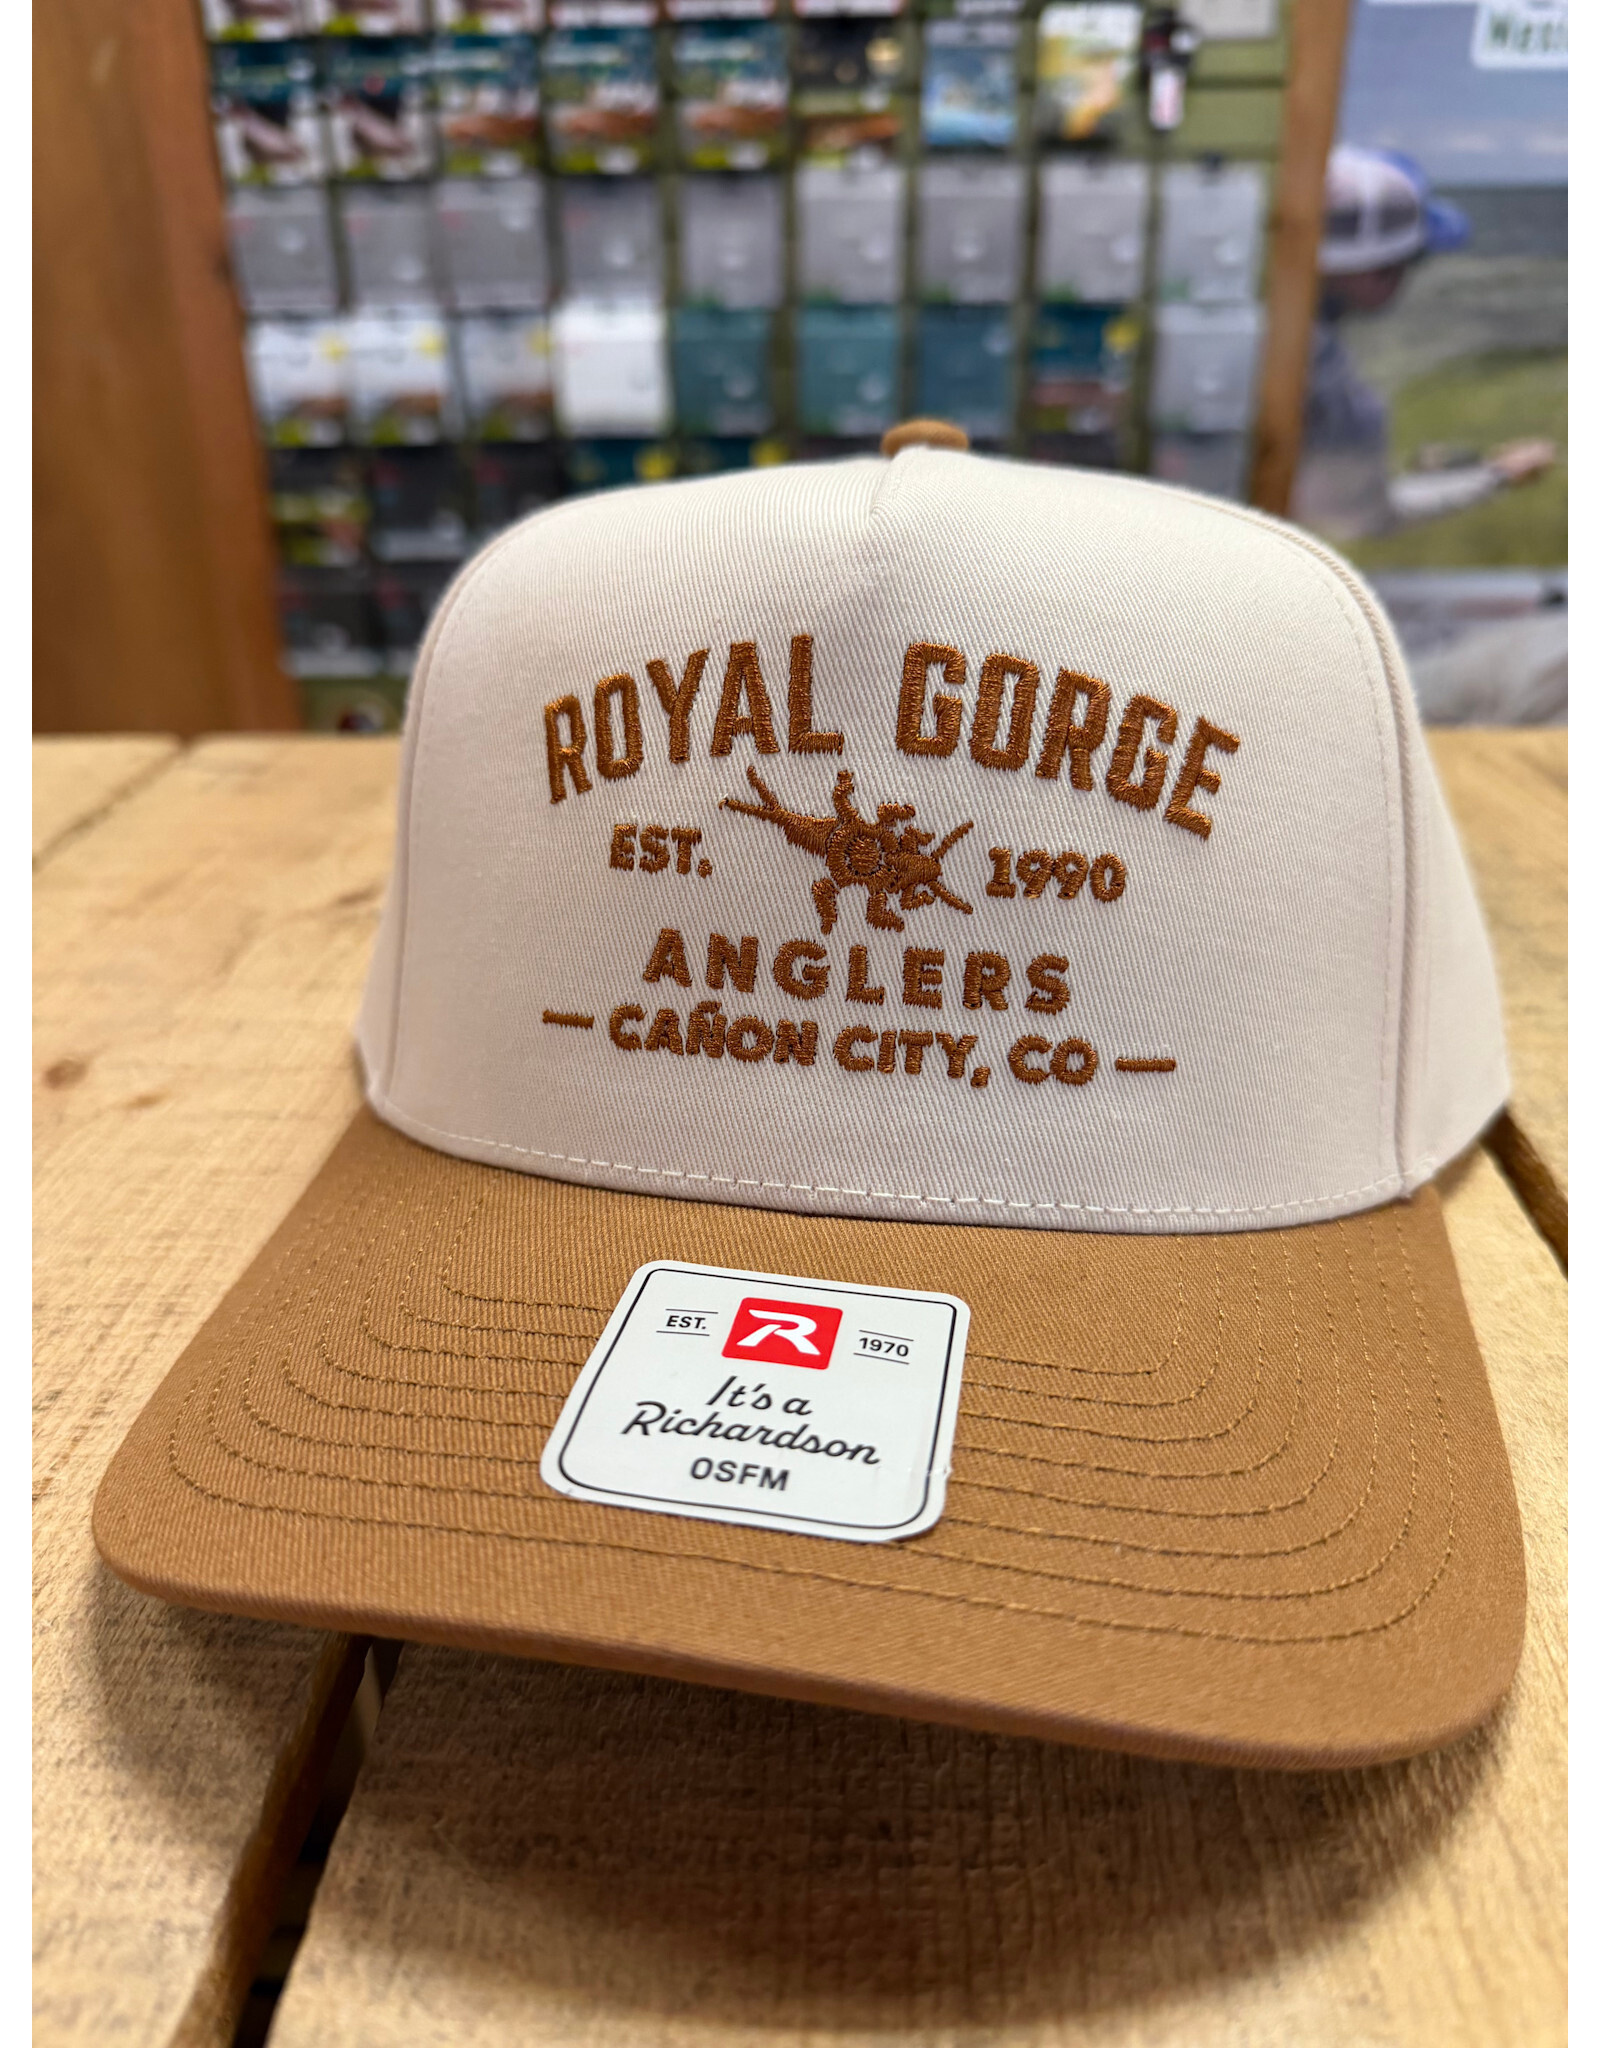 ROYAL GORGE
EST. 1990
ANGLERS
— CAÑON CITY, CO —
EST. R 1970
It's a
Richardson
OSFM